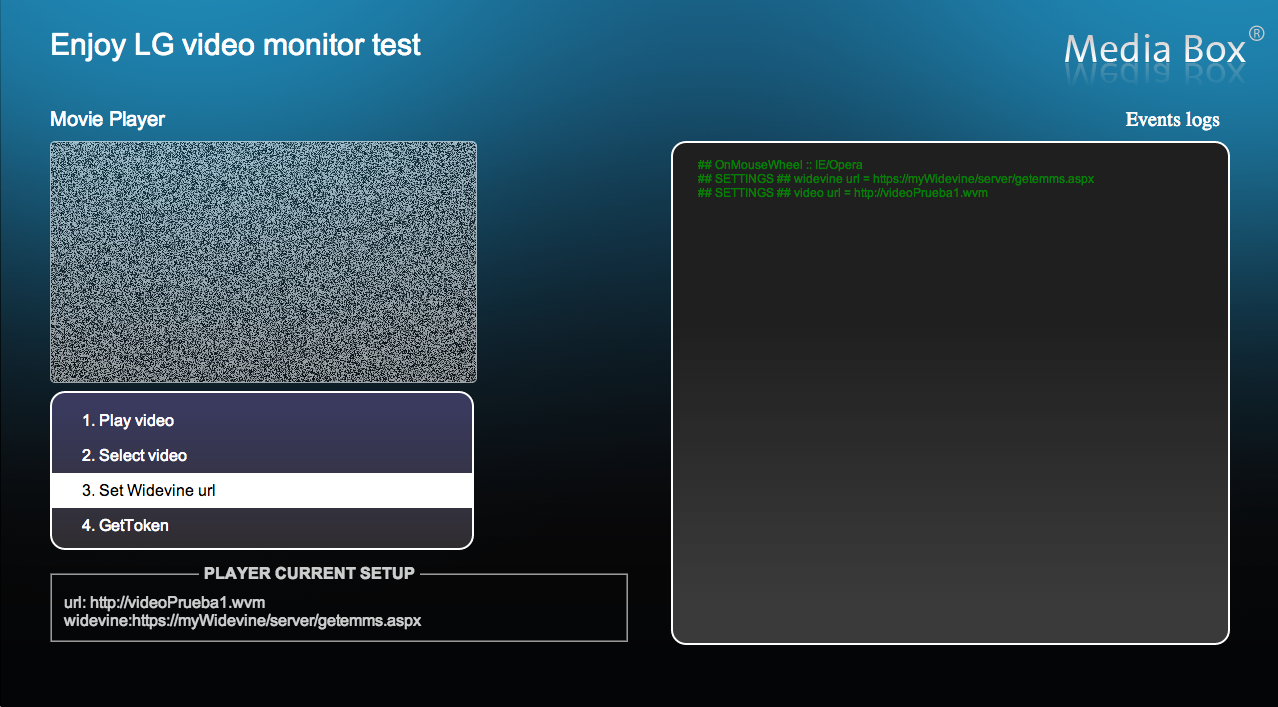 Enjoy LG video monitor test
Media Box®
Movie Player
Events logs
## OnMouseWheel :: IE/Opera
## SETTINGS ## widevine url = https://myWidevine/server/getemms.aspx
## SETTINGS ## video url = http://videoPrueba1.wvm
1. Play video
2. Select video
3. Set Widevine url
4. GetToken
PLAYER CURRENT SETUP
url: http://videoPrueba1.wvm
widevine:https://myWidevine/server/getemms.aspx